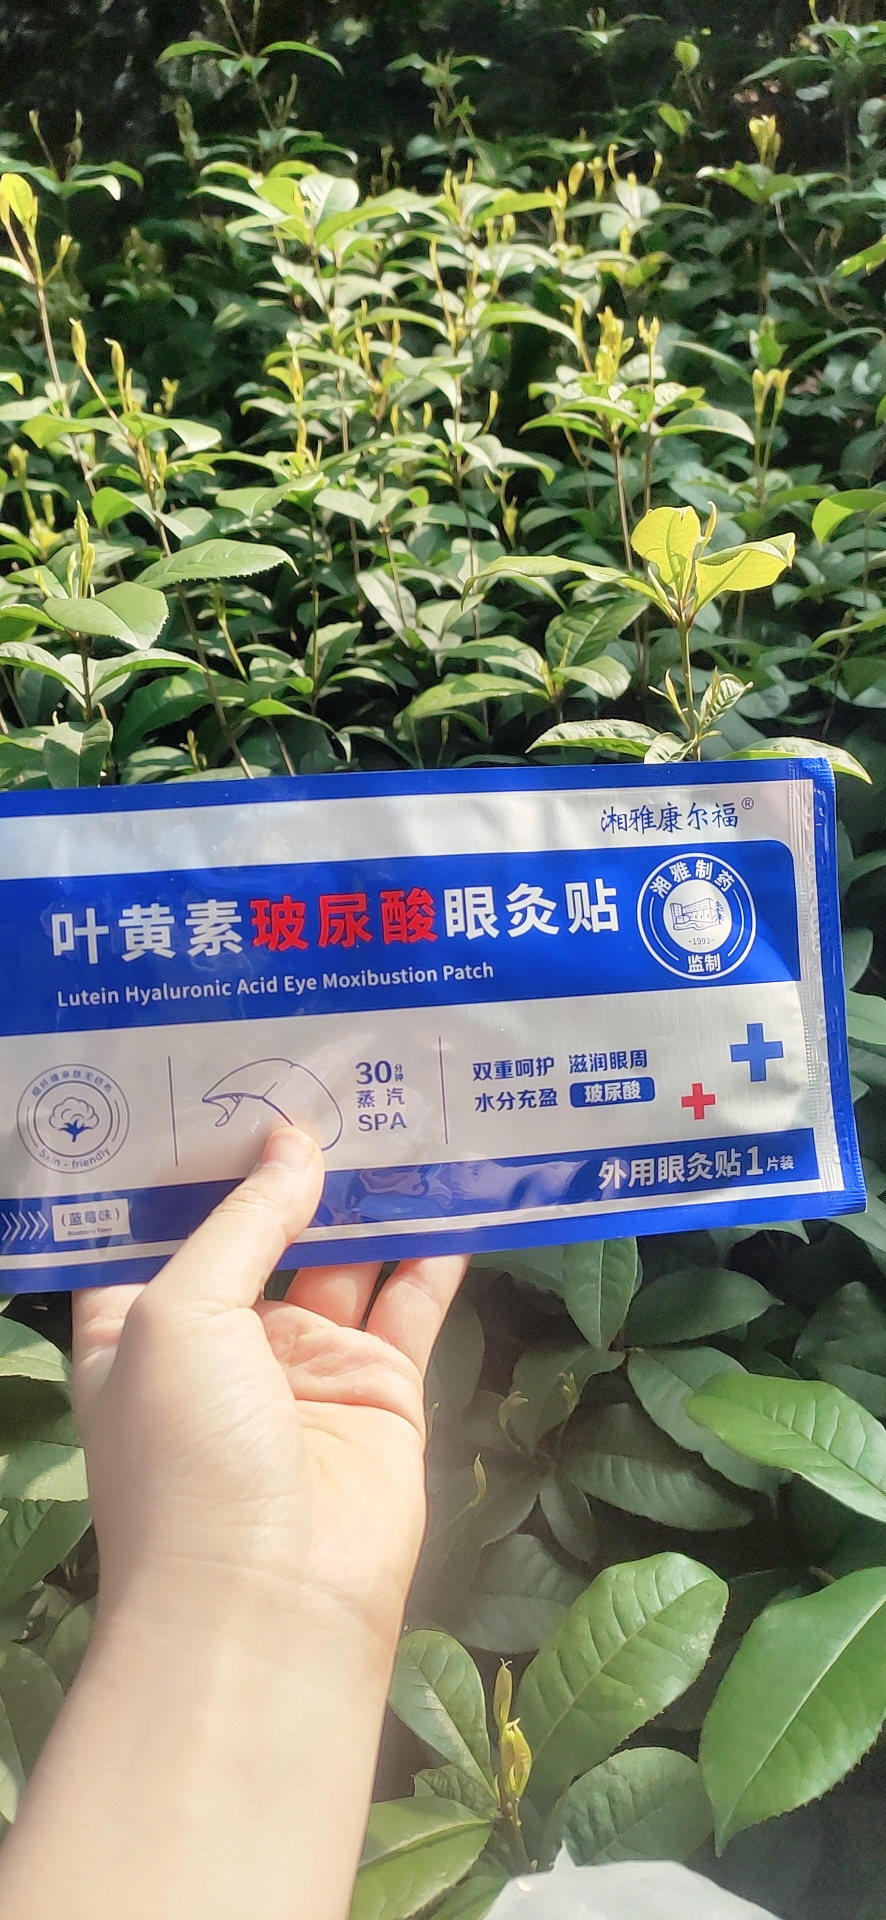 湘雅康尔福®
叶黄素玻尿酸眼灸贴
Lutein Hyaluronic Acid Eye Moxibustion Patch
湘雅制药
-1993-
监制
Skin-friendly
30分钟
蒸汽
SPA
双重呵护 滋润眼周
水分充盈 玻尿酸
外用眼灸贴1片装
(蓝莓味)